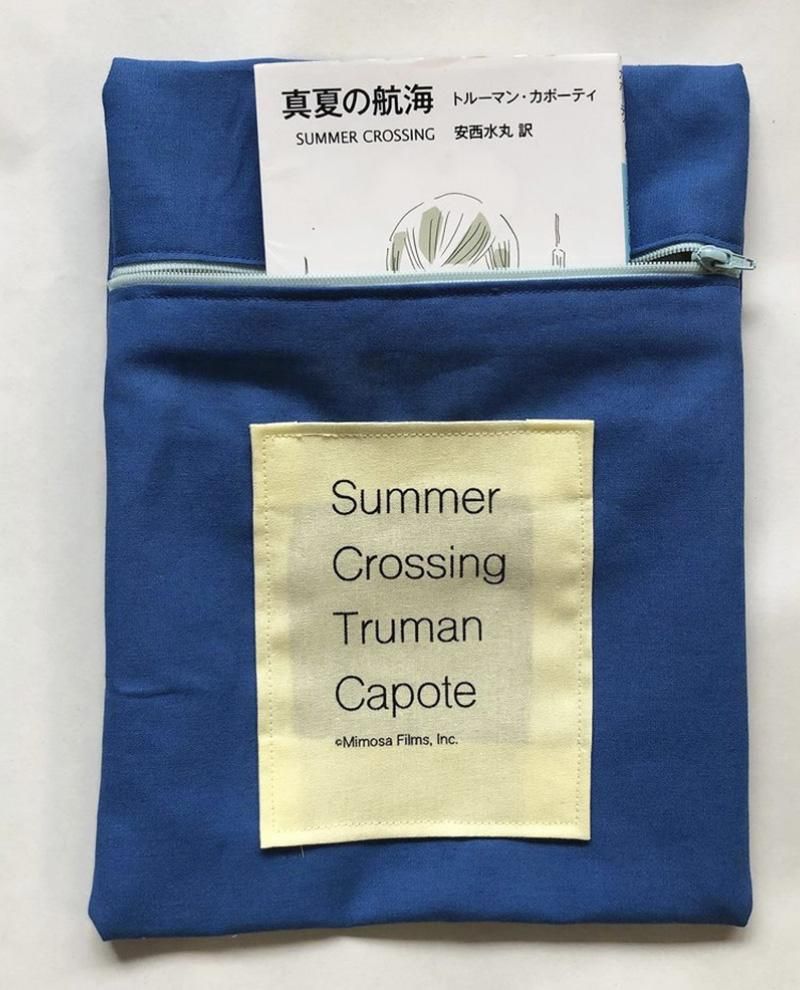 真夏の航海 トルーマン・カポーティ
SUMMER CROSSING 安西水丸 訳
Summer
Crossing
Truman
Capote
©Mimosa Films, Inc.